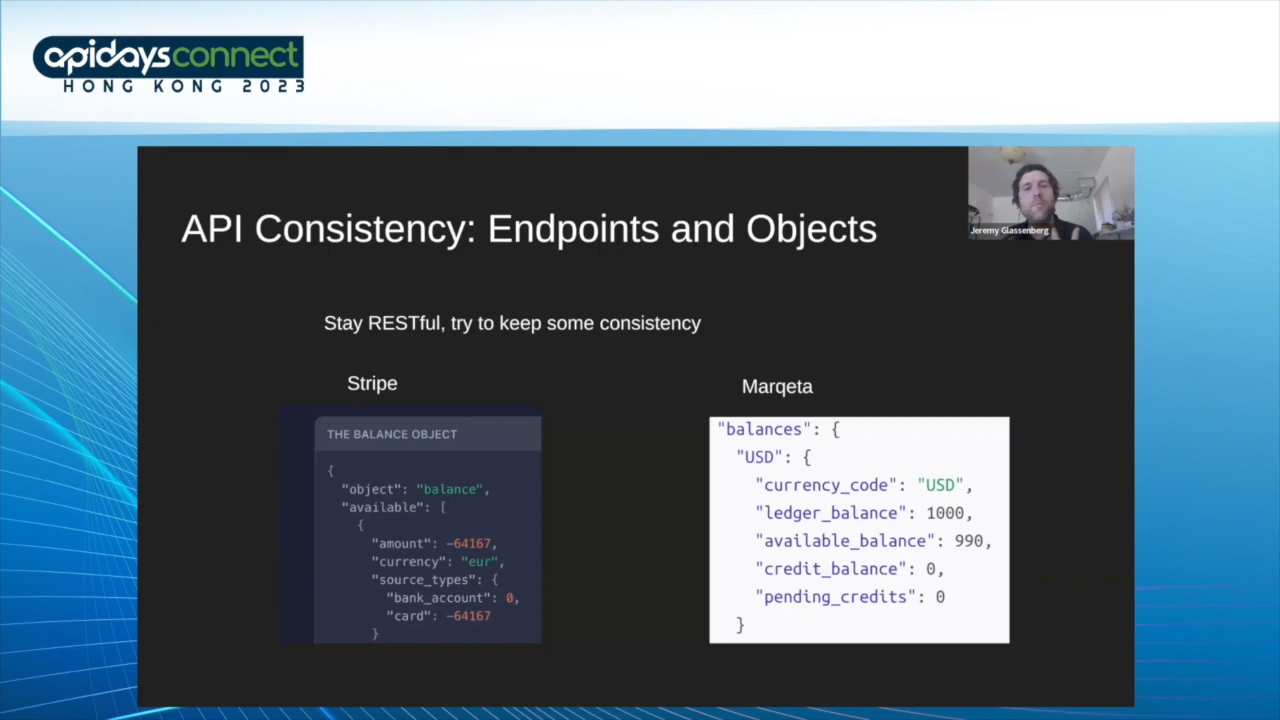 apidays connect
HONG KONG 2023
Jeremy Glassenberg
API Consistency: Endpoints and Objects
Stay RESTful, try to keep some consistency
Stripe
THE BALANCE OBJECT
{
"object": "balance",
"available": [
{
"amount": -64167,
"currency": "eur",
"source_types": {
"bank_account": 0,
"card": -64167
}
Marqeta
"balances": {
"USD": {
"currency_code": "USD",
"ledger_balance": 1000,
"available_balance": 990,
"credit_balance": 0,
"pending_credits": 0
}